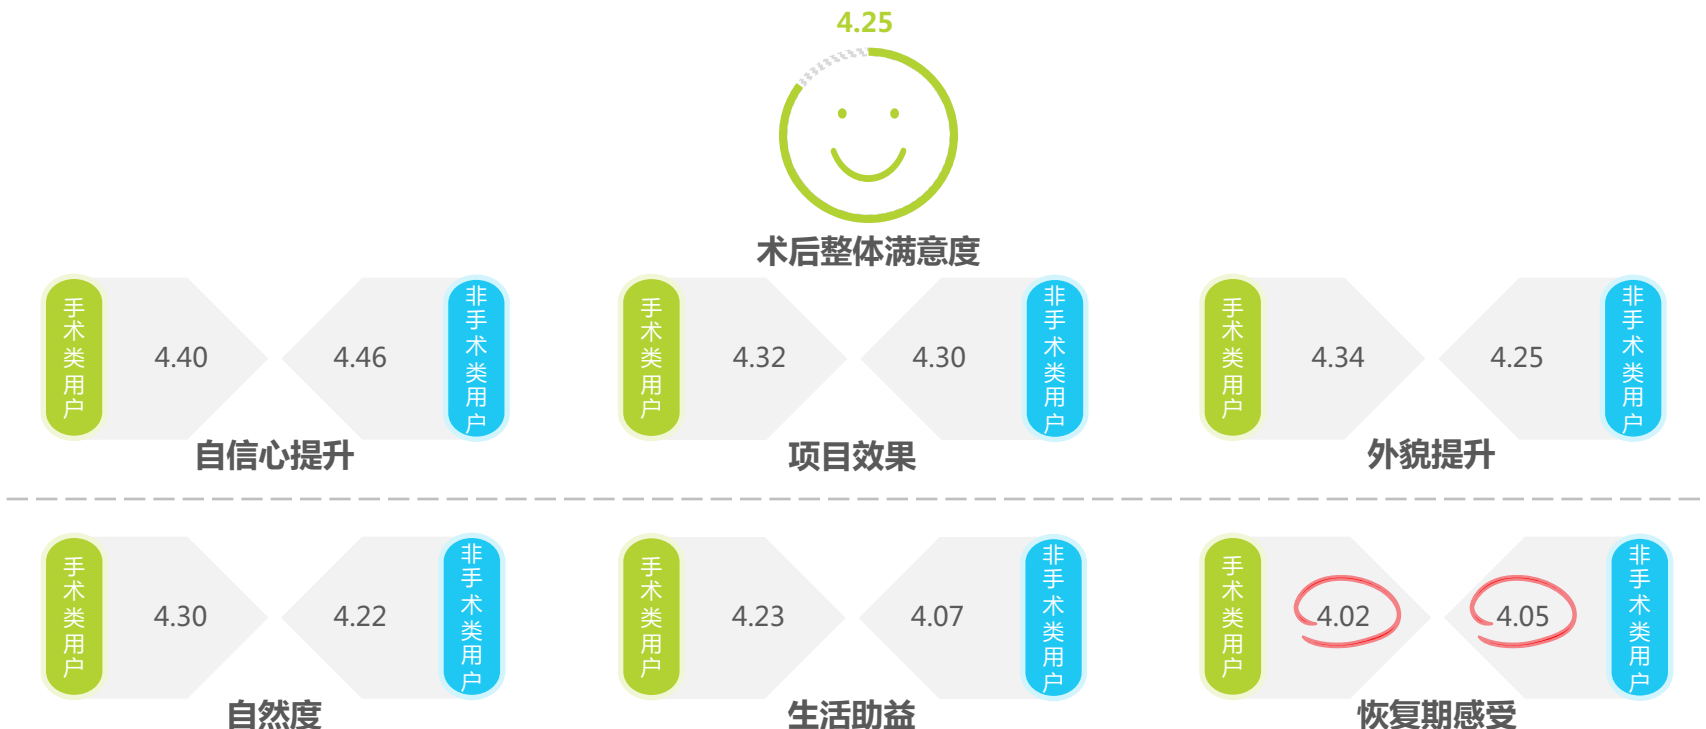 4.25
术后整体满意度
手术类用户
4.40
4.46
非手术类用户
自信心提升
手术类用户
4.32
4.30
非手术类用户
项目效果
手术类用户
4.34
4.25
非手术类用户
外貌提升
手术类用户
4.30
4.22
非手术类用户
自然度
手术类用户
4.23
4.07
非手术类用户
生活助益
手术类用户
4.02
4.05
非手术类用户
恢复期感受